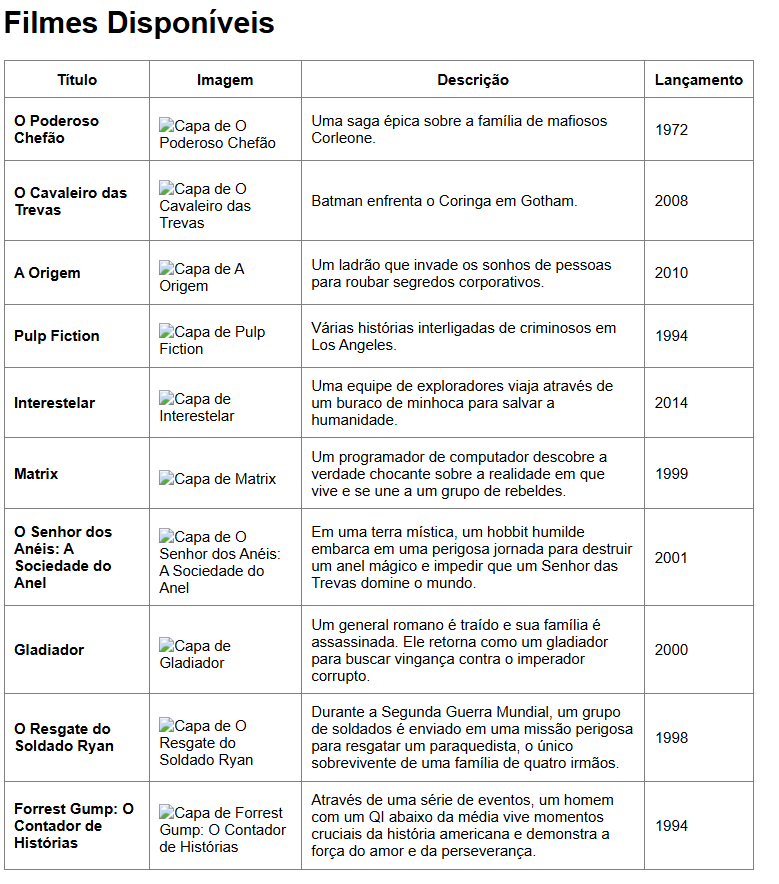 Filmes Disponíveis
Título Imagem Descrição Lançamento
O Poderoso
Chefão
Capa de O
Poderoso Chefão
Uma saga épica sobre a família de mafiosos
Corleone.
1972
O Cavaleiro das
Trevas
Capa de O
Cavaleiro das
Trevas
Batman enfrenta o Coringa em Gotham.
2008
A Origem
Capa de A
Origem
Um ladrão que invade os sonhos de pessoas
para roubar segredos corporativos.
2010
Pulp Fiction
Capa de Pulp
Fiction
Várias histórias interligadas de criminosos em
Los Angeles.
1994
Interestelar
Capa de
Interestelar
Uma equipe de exploradores viaja através de
um buraco de minhoca para salvar a
humanidade.
2014
Matrix
Capa de Matrix
Um programador de computador descobre a
verdade chocante sobre a realidade em que
vive e se une a um grupo de rebeldes.
1999
O Senhor dos
Anéis: A
Sociedade do
Anel
Capa de O
Senhor dos Anéis:
A Sociedade do
Anel
Em uma terra mística, um hobbit humilde
embarca em uma perigosa jornada para destruir
um anel mágico e impedir que um Senhor das
Trevas domine o mundo.
2001
Gladiador
Capa de
Gladiador
Um general romano é traído e sua família é
assassinada. Ele retorna como um gladiador
para buscar vingança contra o imperador
corrupto.
2000
O Resgate do
Soldado Ryan
Capa de O
Resgate do
Soldado Ryan
Durante a Segunda Guerra Mundial, um grupo
de soldados é enviado em uma missão perigosa
para resgatar um paraquedista, o único
sobrevivente de uma família de quatro irmãos.
1998
Forrest Gump: O
Contador de
Histórias
Capa de Forrest
Gump: O Contador
de Histórias
Através de uma série de eventos, um homem
com um QI abaixo da média vive momentos
cruciais da história americana e demonstra a
força do amor e da perseverança.
1994